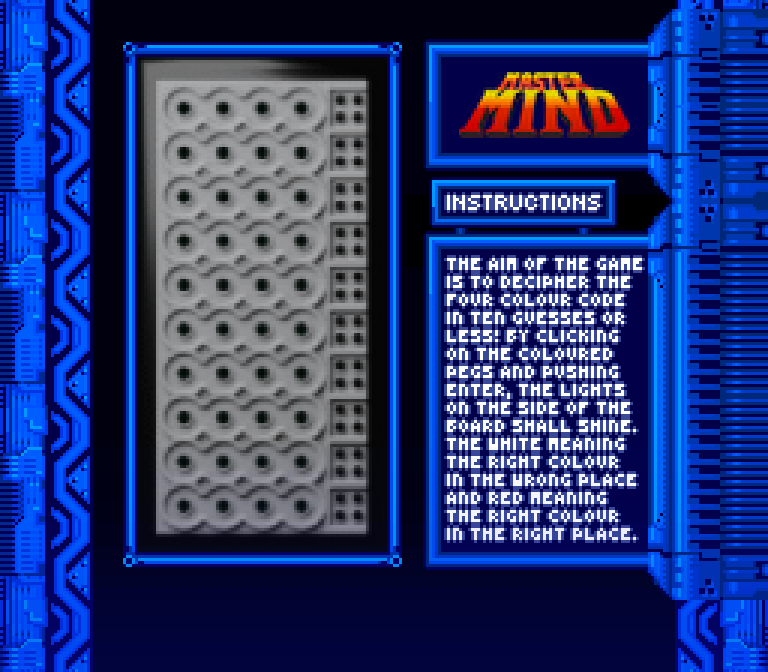 MASTER
MIND
INSTRUCTIONS
THE AIM OF THE GAME
IS TO DECIPHER THE
FOUR COLOUR CODE
IN TEN GUESSES OR
LESS! BY CLICKING
ON THE COLOURED
PEGS AND PUSHING
ENTER, THE LIGHTS
ON THE SIDE OF THE
BOARD SHALL SHINE.
THE WHITE MEANING
THE RIGHT COLOUR
IN THE WRONG PLACE
AND RED MEANING
THE RIGHT COLOUR
IN THE RIGHT PLACE.